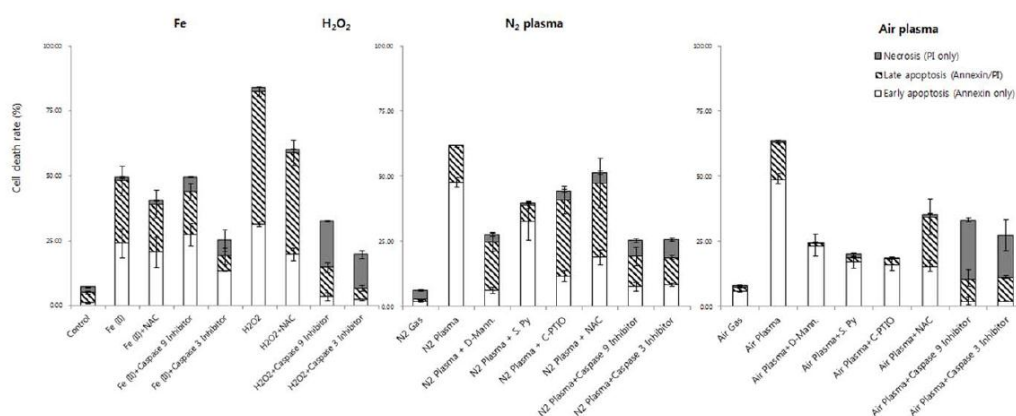 Fe
H₂O₂
N₂ plasma
Air plasma
Necrosis (PI only)
Late apoptosis (Annexin/PI)
Early apoptosis (Annexin only)
Cell death rate (%)
100.00
75.00
50.00
25.00
0.00
Control
Fe (II)
Fe (II)+NAC
Fe (II)+Caspase 9 Inhibitor
Fe (II)+Caspase 3 Inhibitor
H2O2
H2O2+NAC
H2O2+Caspase 9 Inhibitor
H2O2+Caspase 3 Inhibitor
100.00
75.00
50.00
25.00
0.00
N2 Gas
N2 Plasma
N2 Plasma + D-Mann.
N2 Plasma + S. Py
N2 Plasma + C-PTIO
N2 Plasma + NAC
N2 Plasma+Caspase 9 Inhibitor
N2 Plasma+Caspase 3 Inhibitor
100.00
75.00
50.00
25.00
0.00
Air Gas
Air Plasma
Air Plasma+D-Mann.
Air Plasma+S. Py
Air Plasma+C-PTIO
Air Plasma+NAC
Air Plasma+Caspase 9 Inhibitor
Air Plasma+Caspase 3 Inhibitor